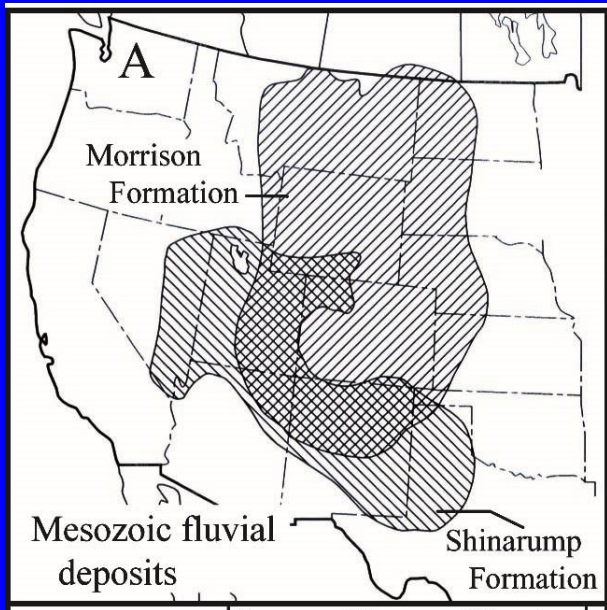 A
Morrison
Formation
Mesozoic fluvial
deposits
Shinarump
Formation